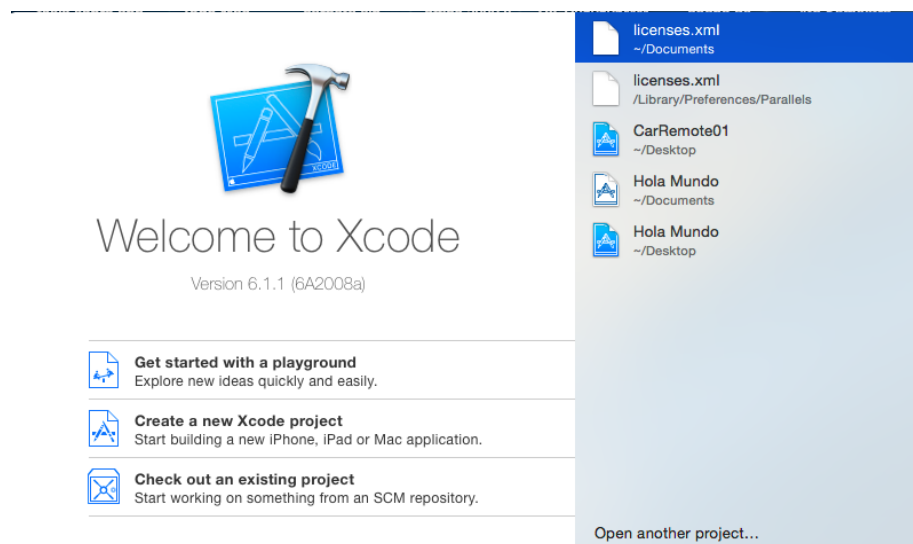 XCODE
Welcome to Xcode
Version 6.1.1 (6A2008a)
Get started with a playground
Explore new ideas quickly and easily.
Create a new Xcode project
Start building a new iPhone, iPad or Mac application.
Check out an existing project
Start working on something from an SCM repository.
licenses.xml
~/Documents
licenses.xml
/Library/Preferences/Parallels
CarRemote01
~/Desktop
Hola Mundo
~/Documents
Hola Mundo
~/Desktop
Open another project...